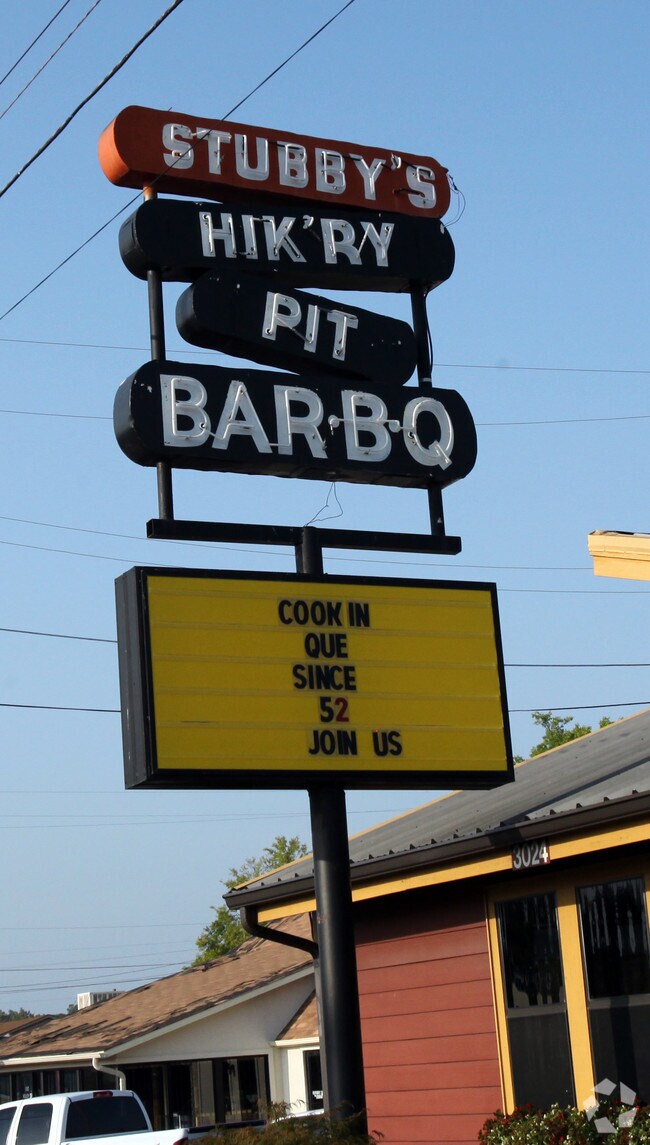 STUBBY'S
HIK'RY
PIT
BAR-B-Q
COOK IN
QUE
SINCE
52
JOIN US
3024